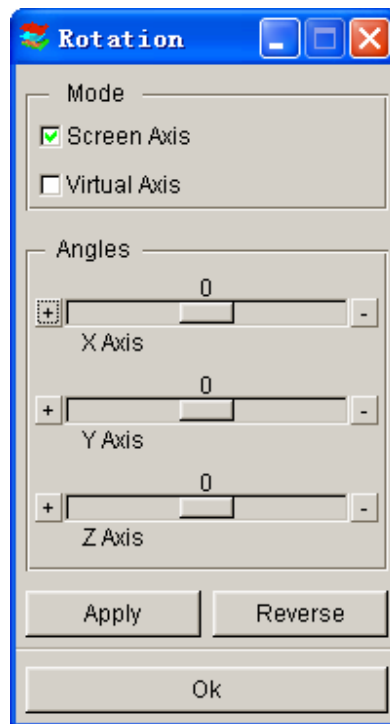 Rotation
Mode
Screen Axis
Virtual Axis
Angles
0
+ -
X Axis
0
+ -
Y Axis
0
+ -
Z Axis
Apply Reverse
Ok